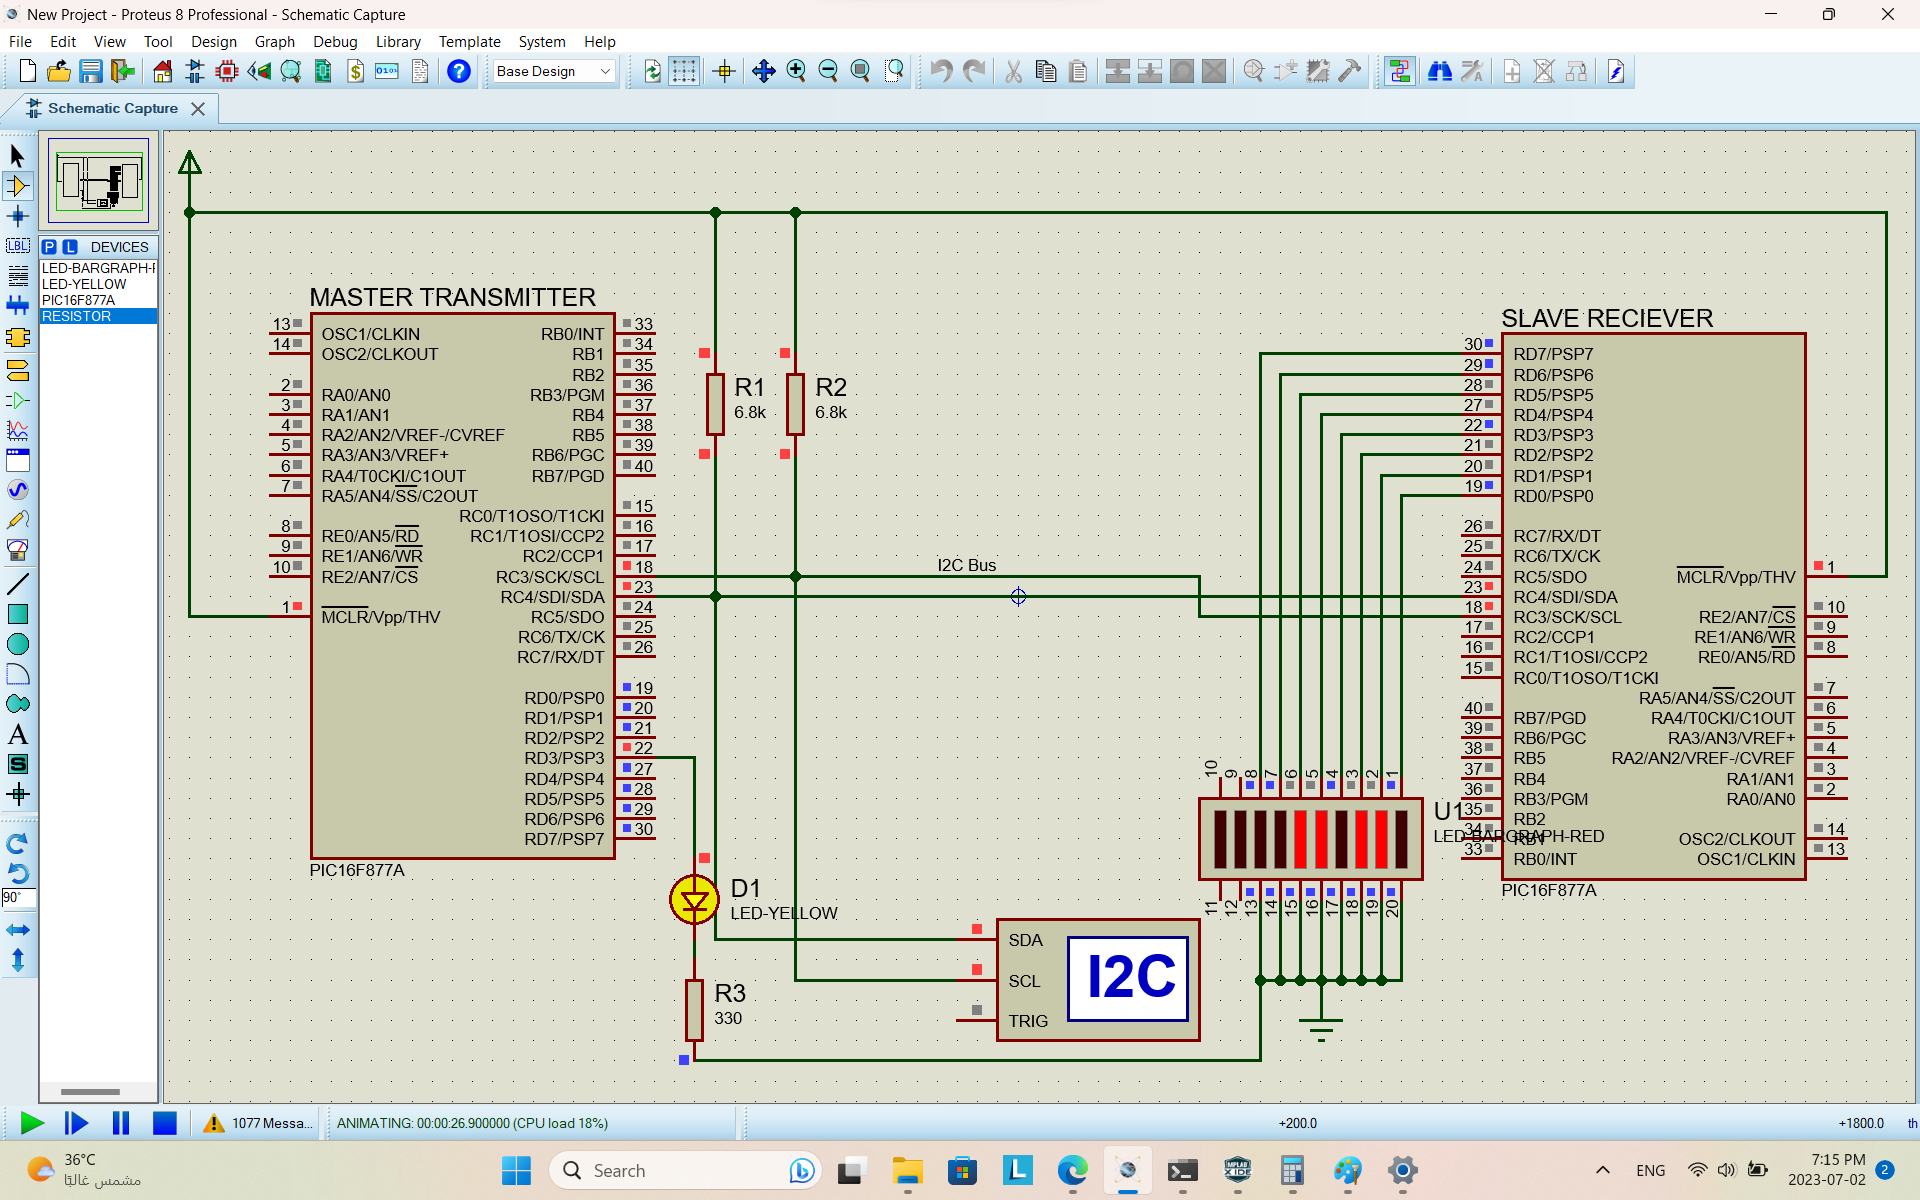 New Project - Proteus 8 Professional - Schematic Capture
File Edit View Tool Design Graph Debug Library Template System Help
Base Design
Schematic Capture
P L DEVICES
LED-BARGRAPH-
LED-YELLOW
PIC16F877A
RESISTOR
LBL
A
S
90°
MASTER TRANSMITTER
13 OSC1/CLKIN
14 OSC2/CLKOUT
2 RA0/AN0
3 RA1/AN1
4 RA2/AN2/VREF-/CVREF
5 RA3/AN3/VREF+
6 RA4/T0CKI/C1OUT
7 RA5/AN4/SS/C2OUT
8 RE0/AN5/RD
9 RE1/AN6/WR
10 RE2/AN7/CS
1 MCLR/Vpp/THV
RB0/INT 33
RB1 34
RB2 35
RB3/PGM 36
RB4 37
RB5 38
RB6/PGC 39
RB7/PGD 40
RC0/T1OSO/T1CKI 15
RC1/T1OSI/CCP2 16
RC2/CCP1 17
RC3/SCK/SCL 18
RC4/SDI/SDA 23
RC5/SDO 24
RC6/TX/CK 25
RC7/RX/DT 26
RD0/PSP0 19
RD1/PSP1 20
RD2/PSP2 21
RD3/PSP3 22
RD4/PSP4 27
RD5/PSP5 28
RD6/PSP6 29
RD7/PSP7 30
PIC16F877A
R1
6.8k
R2
6.8k
I2C Bus
D1
LED-YELLOW
R3
330
SDA
SCL
TRIG
I2C
10 9 8 7 6 5 4 3 2 1
11 12 13 14 15 16 17 18 19 20
U1
LED-BARGRAPH-RED
SLAVE RECIEVER
30 RD7/PSP7
29 RD6/PSP6
28 RD5/PSP5
27 RD4/PSP4
22 RD3/PSP3
21 RD2/PSP2
20 RD1/PSP1
19 RD0/PSP0
26 RC7/RX/DT
25 RC6/TX/CK
24 RC5/SDO
23 RC4/SDI/SDA
18 RC3/SCK/SCL
17 RC2/CCP1
16 RC1/T1OSI/CCP2
15 RC0/T1OSO/T1CKI
40 RB7/PGD
39 RB6/PGC
38 RB5
37 RB4
36 RB3/PGM
35 RB2
34 RB1
33 RB0/INT
MCLR/Vpp/THV 1
RE2/AN7/CS 10
RE1/AN6/WR 9
RE0/AN5/RD 8
RA5/AN4/SS/C2OUT 7
RA4/T0CKI/C1OUT 6
RA3/AN3/VREF+ 5
RA2/AN2/VREF-/CVREF 4
RA1/AN1 3
RA0/AN0 2
OSC2/CLKOUT 14
OSC1/CLKIN 13
PIC16F877A
1077 Messa... ANIMATING: 00:00:26.900000 (CPU load 18%) +200.0 +1800.0 th
36°C
مشمس غالبًا
Search
L
ENG
7:15 PM
2023-07-02
2